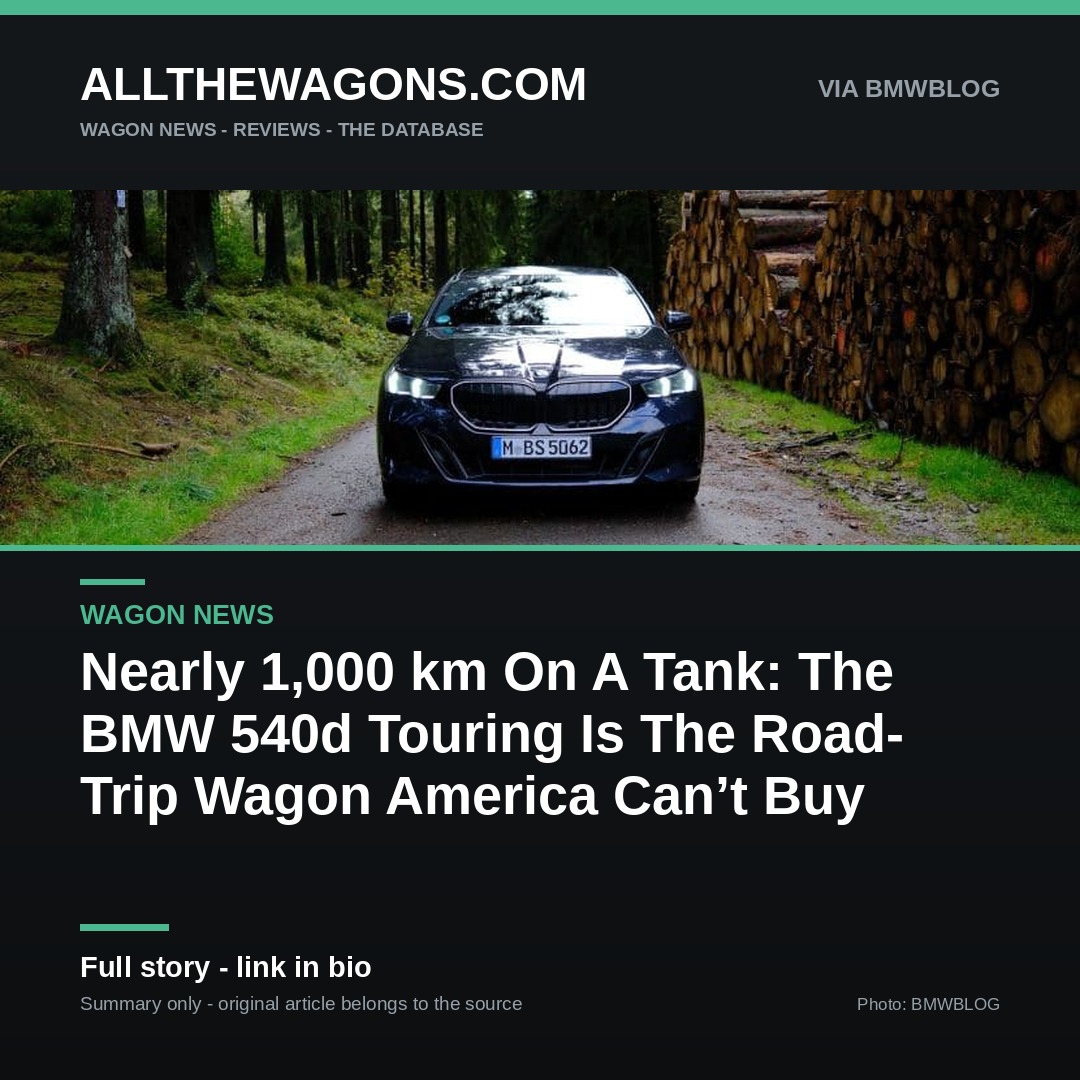 ALLTHEWAGONS.COM
VIA BMWBLOG
WAGON NEWS - REVIEWS - THE DATABASE
M BS 5062
WAGON NEWS
Nearly 1,000 km On A Tank: The
BMW 540d Touring Is The Road-
Trip Wagon America Can’t Buy
Full story - link in bio
Summary only - original article belongs to the source
Photo: BMWBLOG